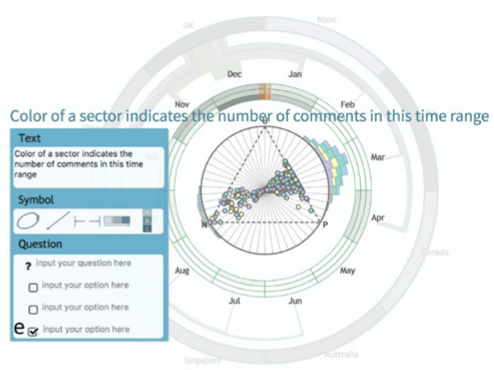 UK
None
Dec
Jan
Nov
Feb
Color of a sector indicates the number of comments in this time range
Text
Color of a sector indicates the
number of comments in this time
range
Mar
Symbol
N
P
Apr
Question
? input your question here
input your option here
input your option here
e input your option here
Aug
May
Canada
Jul
Jun
Singapore
Australia